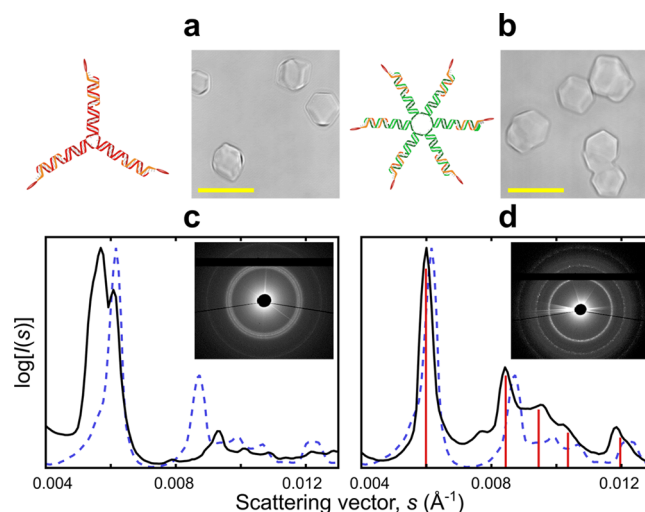 a
b
c
d
log[I(s)]
0.004
0.008
0.012
0.004
0.008
0.012
Scattering vector, s (Å-1)